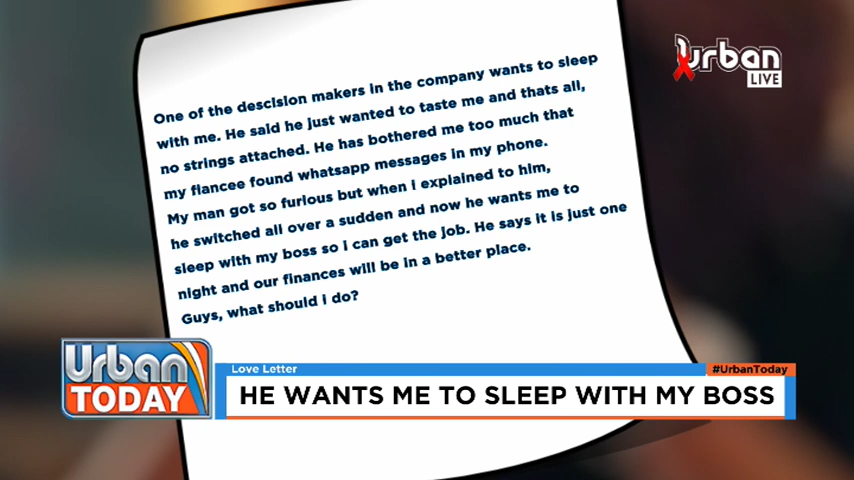 One of the descision makers in the company wants to sleep
with me. He said he just wanted to taste me and thats all,
no strings attached. He has bothered me too much that
my fiancee found whatsapp messages in my phone.
My man got so furious but when i explained to him,
he switched all over a sudden and now he wants me to
sleep with my boss so i can get the job. He says it is just one
night and our finances will be in a better place.
Guys, what should i do?
urban
LIVE
Urban
TODAY
Love Letter
#UrbanToday
HE WANTS ME TO SLEEP WITH MY BOSS